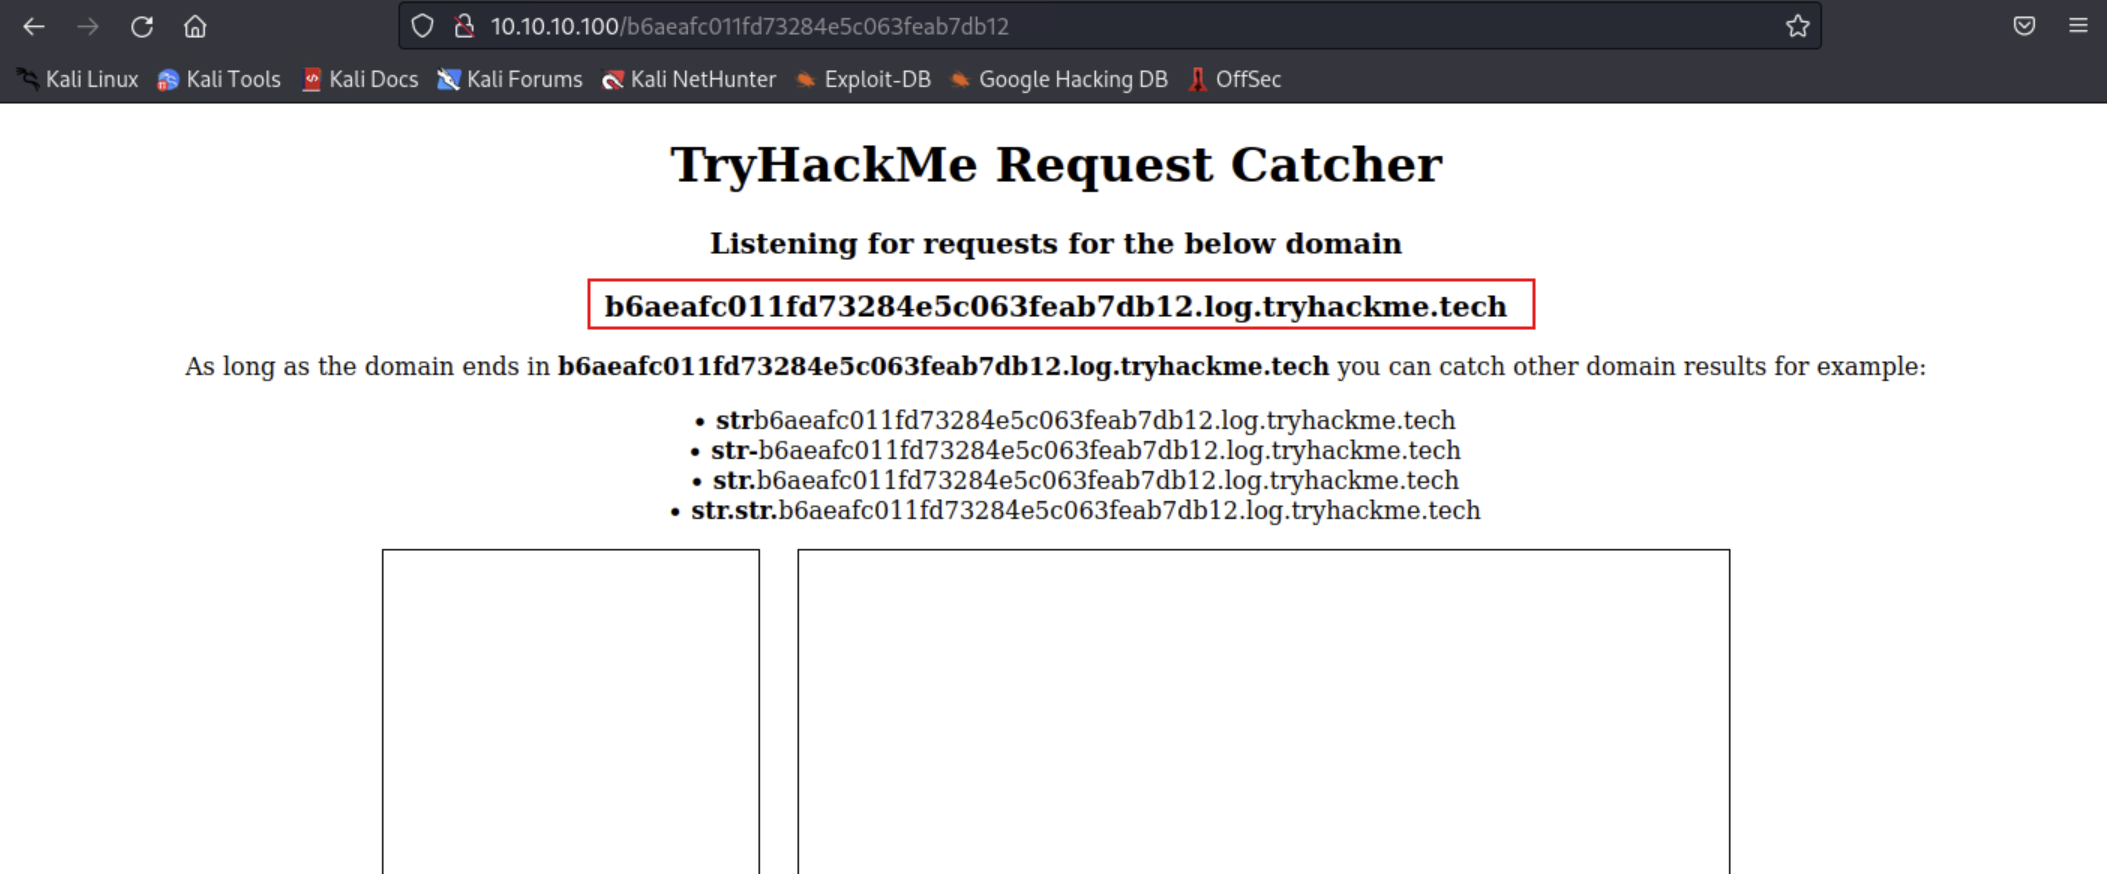 10.10.10.100/b6aeafc011fd73284e5c063feab7db12
Kali Linux Kali Tools Kali Docs Kali Forums Kali NetHunter Exploit-DB Google Hacking DB OffSec
TryHackMe Request Catcher
Listening for requests for the below domain
b6aeafc011fd73284e5c063feab7db12.log.tryhackme.tech
As long as the domain ends in b6aeafc011fd73284e5c063feab7db12.log.tryhackme.tech you can catch other domain results for example:
• strb6aeafc011fd73284e5c063feab7db12.log.tryhackme.tech
• str-b6aeafc011fd73284e5c063feab7db12.log.tryhackme.tech
• str.b6aeafc011fd73284e5c063feab7db12.log.tryhackme.tech
• str.str.b6aeafc011fd73284e5c063feab7db12.log.tryhackme.tech